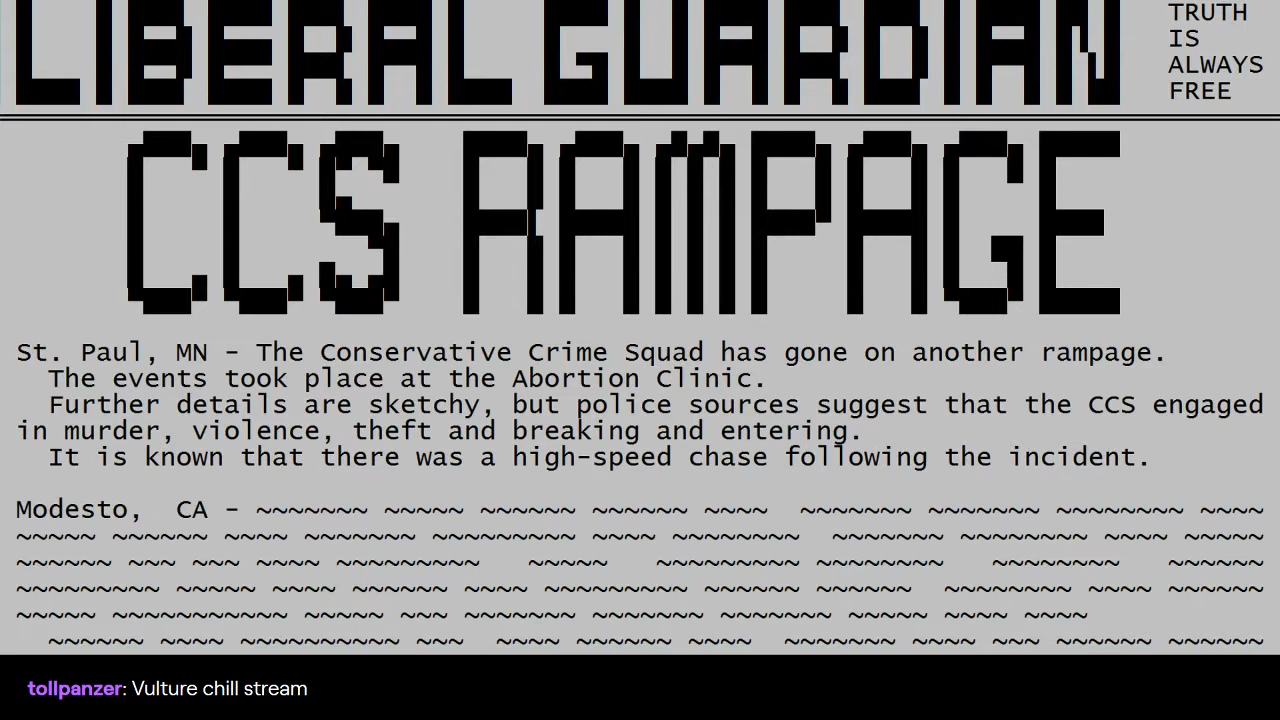 LIBERAL GUARDIAN
TRUTH
IS
ALWAYS
FREE
CCS RAMPAGE
St. Paul, MN - The Conservative Crime Squad has gone on another rampage.
The events took place at the Abortion Clinic.
Further details are sketchy, but police sources suggest that the CCS engaged
in murder, violence, theft and breaking and entering.
It is known that there was a high-speed chase following the incident.
Modesto, CA - ~~~~~~~ ~~~~~ ~~~~~~ ~~~~~~ ~~~~ ~~~~~~~ ~~~~~~~ ~~~~~~~~ ~~~~
~~~~~ ~~~~~~ ~~~~ ~~~~~~~ ~~~~~~~~~ ~~~~ ~~~~~~~~ ~~~~~~~ ~~~~~~~~ ~~~~ ~~~~~
~~~~~~ ~~~ ~~~ ~~~~ ~~~~~~~~~ ~~~~~ ~~~~~~~~~ ~~~~~~~~ ~~~~~~~~ ~~~~~~
~~~~~~~~~ ~~~~~ ~~~~ ~~~~~~ ~~~~ ~~~~~~~~~ ~~~~~~ ~~~~~~ ~~~~~~~~ ~~~~ ~~~~~~
~~~~~ ~~~~~~~~~~~ ~~~~~ ~~~ ~~~~~~~ ~~~~~~~ ~~~~~~~ ~~~~~ ~~~~ ~~~~
~~~~~~ ~~~~ ~~~~~~~~~~ ~~~ ~~~~ ~~~~~~ ~~~~ ~~~~~~~ ~~~~ ~~~ ~~~~~~ ~~~~~~
tollpanzer: Vulture chill stream